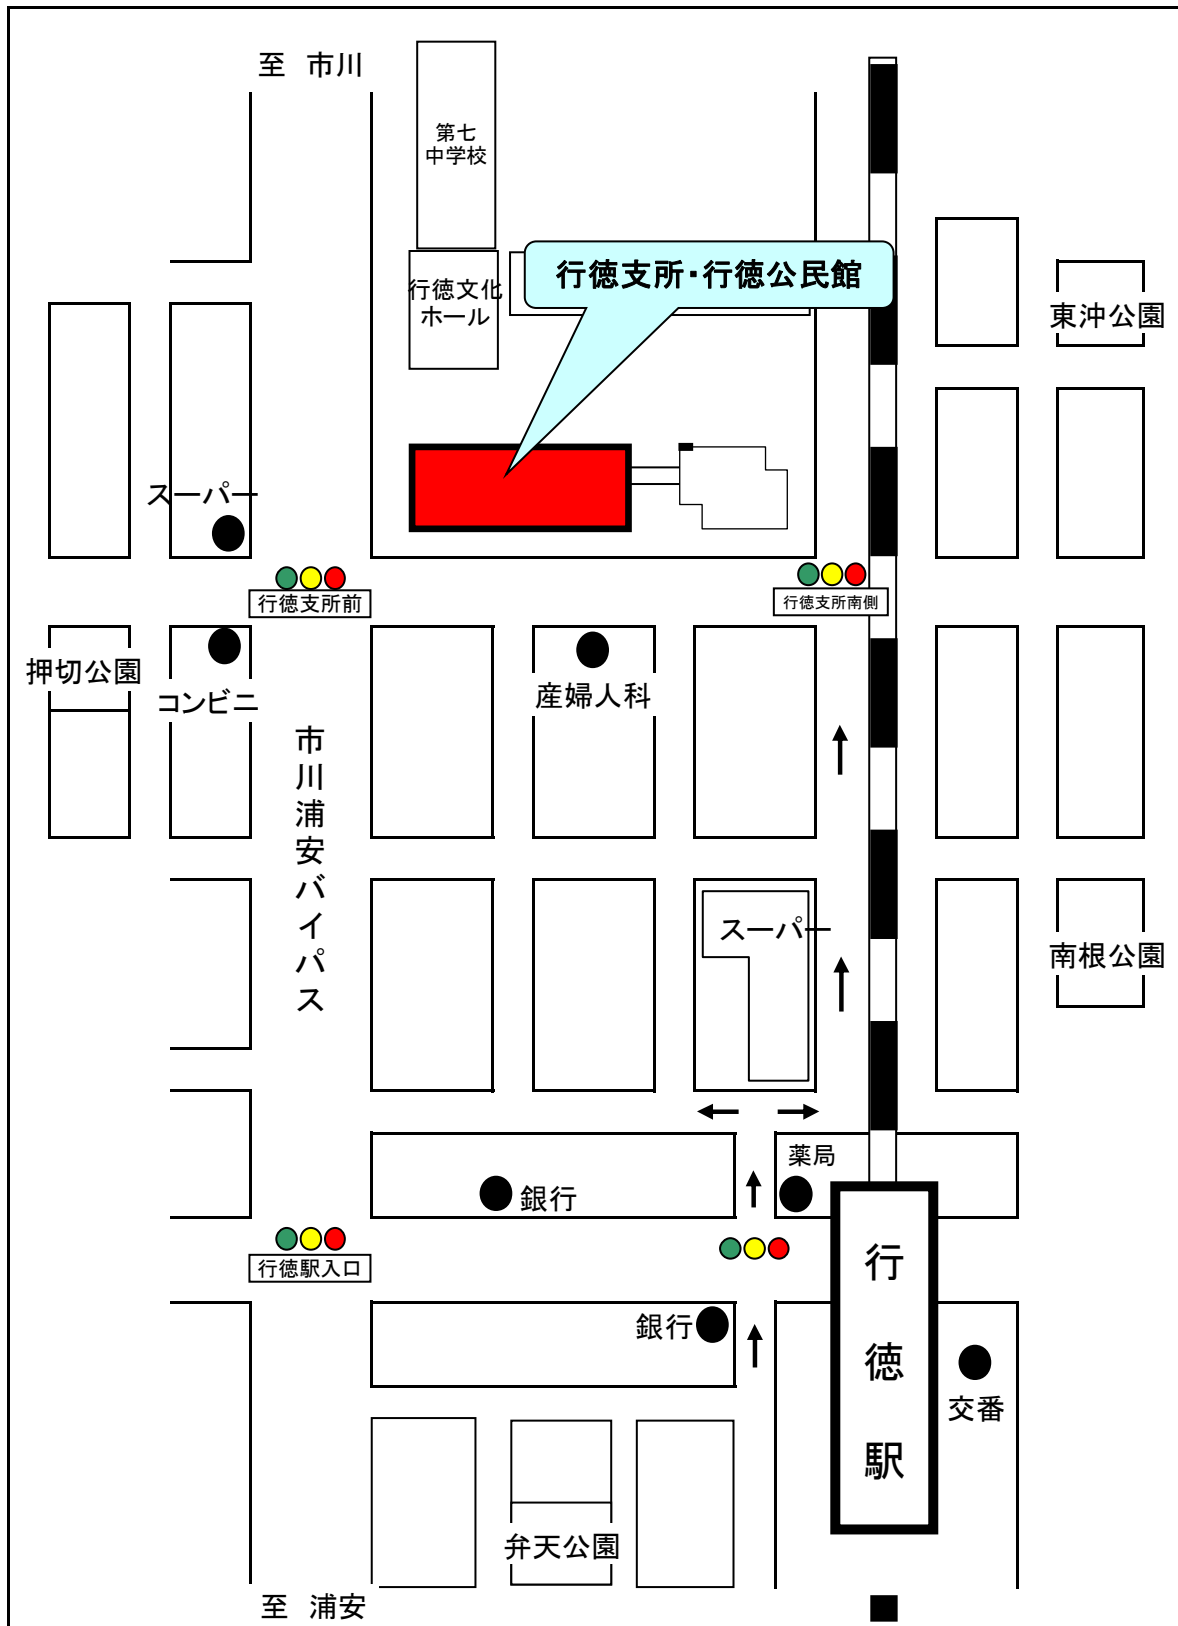 至　市川
第七
中学校
行徳支所・行徳公民館
行徳文化
ホール
東沖公園
スーパー
行徳支所前
行徳支所南側
押切公園
コンビニ
産婦人科
市川浦安バイパス
スーパー
南根公園
薬局
銀行
行徳駅入口
行徳駅
銀行
交番
弁天公園
至　浦安